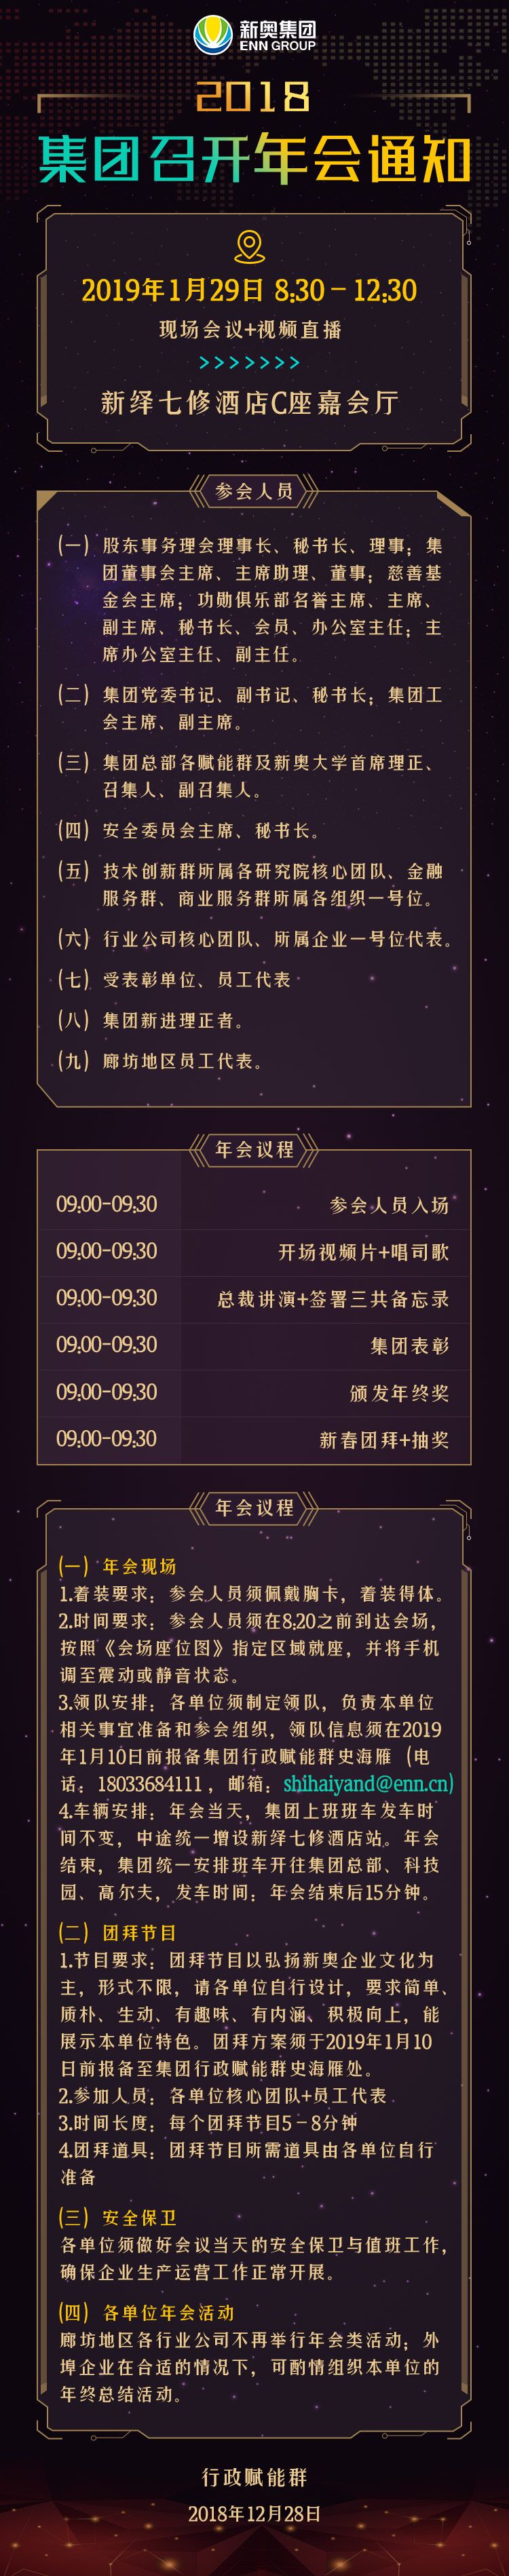 新奥集团
ENN GROUP
2018
集团召开年会通知
2019年1月29日 8:30－12:30
现场会议+视频直播
>>>>>>>
新绎七修酒店C座嘉会厅
参会人员
(一) 股东事务理会理事长、秘书长、理事；集
团董事会主席、主席助理、董事；慈善基
金会主席；功勋俱乐部名誉主席、主席、
副主席、秘书长、会员、办公室主任；主
席办公室主任、副主任。
(二) 集团党委书记、副书记、秘书长；集团工
会主席、副主席。
(三) 集团总部各赋能群及新奥大学首席理正、
召集人、副召集人。
(四) 安全委员会主席、秘书长。
(五) 技术创新群所属各研究院核心团队、金融
服务群、商业服务群所属各组织一号位。
(六) 行业公司核心团队、所属企业一号位代表。
(七) 受表彰单位、员工代表
(八) 集团新进理正者。
(九) 廊坊地区员工代表。
年会议程
09:00-09:30 参会人员入场
09:00-09:30 开场视频片+唱司歌
09:00-09:30 总裁讲演+签署三共备忘录
09:00-09:30 集团表彰
09:00-09:30 颁发年终奖
09:00-09:30 新春团拜+抽奖
年会议程
(一) 年会现场
1.着装要求：参会人员须佩戴胸卡，着装得体。
2.时间要求：参会人员须在8:20之前到达会场，
按照《会场座位图》指定区域就座，并将手机
调至震动或静音状态。
3.领队安排：各单位须制定领队，负责本单位
相关事宜准备和参会组织，领队信息须在2019
年1月10日前报备集团行政赋能群史海雁（电
话：18033684111，邮箱：shihaiyand@enn.cn)
4.车辆安排：年会当天，集团上班班车发车时
间不变，中途统一增设新绎七修酒店站。年会
结束，集团统一安排班车开往集团总部、科技
园、高尔夫，发车时间：年会结束后15分钟。
(二) 团拜节目
1.节目要求：团拜节目以弘扬新奥企业文化为
主，形式不限，请各单位自行设计，要求简单、
质朴、生动、有趣味、有内涵、积极向上，能
展示本单位特色。团拜方案须于2019年1月10
日前报备至集团行政赋能群史海雁处。
2.参加人员：各单位核心团队+员工代表
3.时间长度：每个团拜节目5－8分钟
4.团拜道具：团拜节目所需道具由各单位自行
准备
(三) 安全保卫
各单位须做好会议当天的安全保卫与值班工作，
确保企业生产运营工作正常开展。
(四) 各单位年会活动
廊坊地区各行业公司不再举行年会类活动；外
埠企业在合适的情况下，可酌情组织本单位的
年终总结活动。
行政赋能群
2018年12月28日